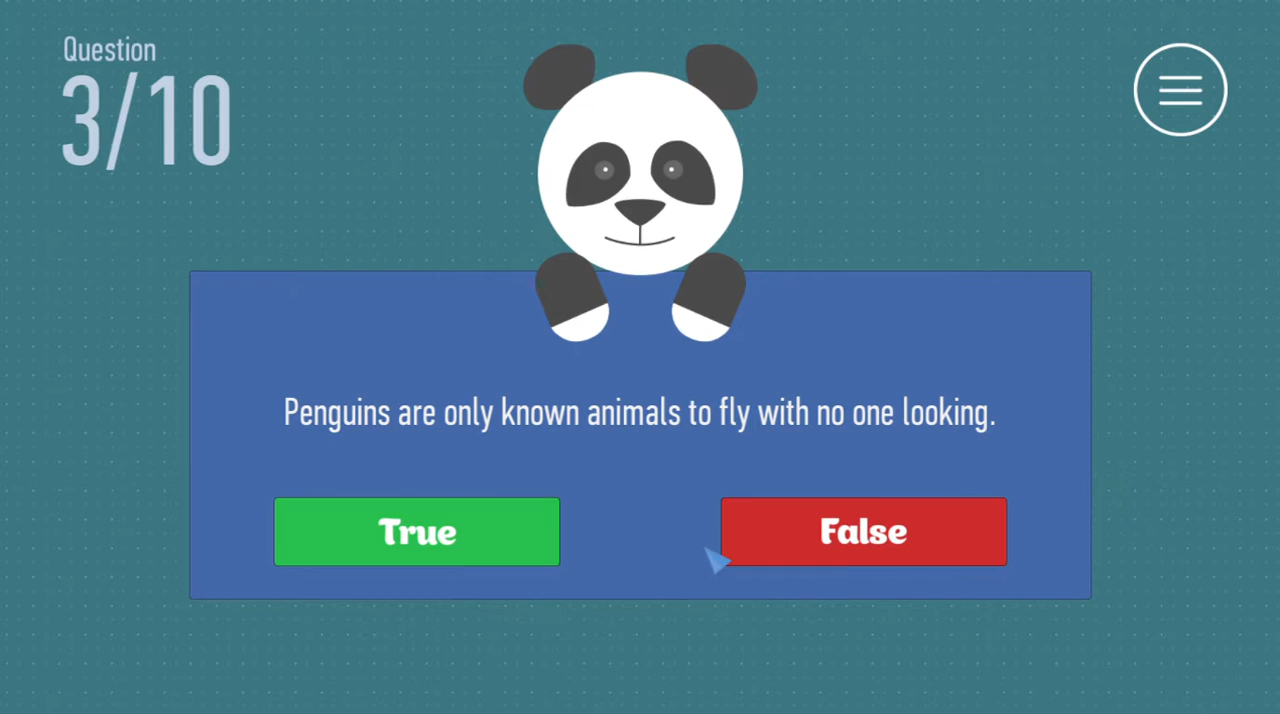 Question
3/10
Penguins are only known animals to fly with no one looking.
True
False